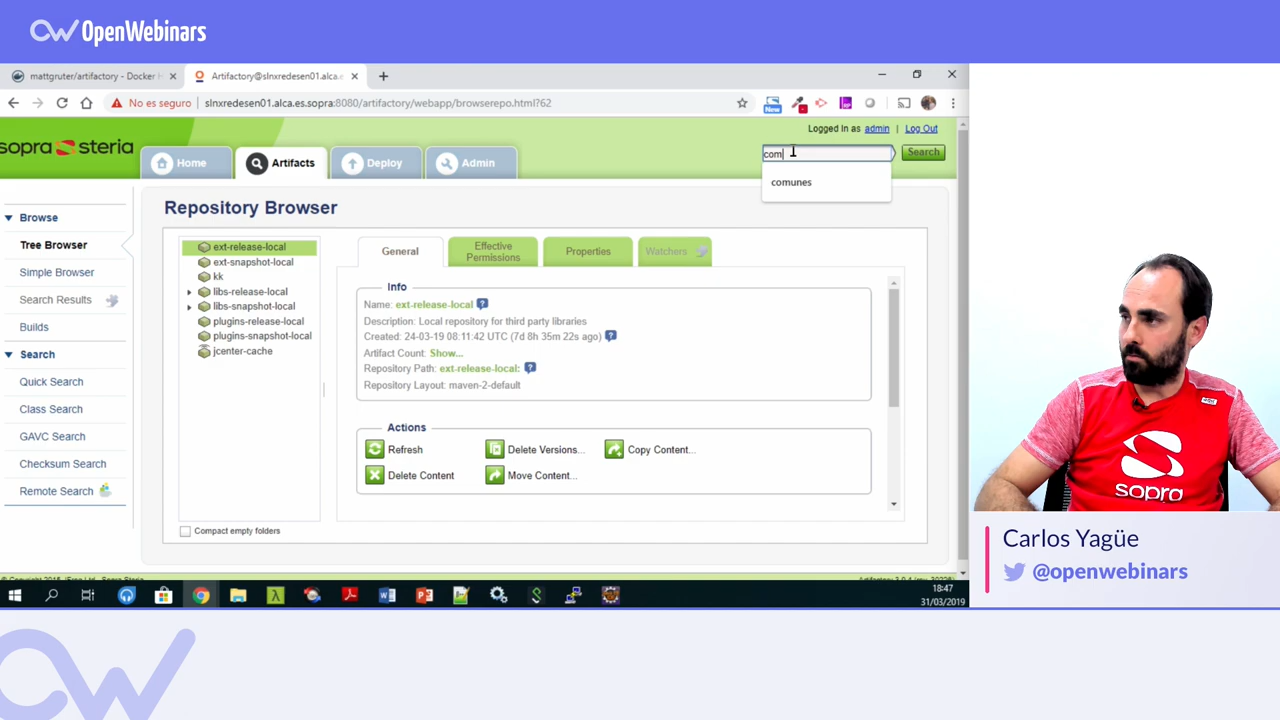 OpenWebinars
mattgruter/artifactory - Docker H
Artifactory@slnxredesen01.alca.
No es seguro
slnxredesen01.alca.es.sopra:8080/artifactory/webapp/browserepo.html?62
New
sopra steria
Logged In as admin | Log Out
Home
Artifacts
Deploy
Admin
com
Search
comunes
Browse
Tree Browser
Simple Browser
Search Results
Builds
Search
Quick Search
Class Search
GAVC Search
Checksum Search
Remote Search
Repository Browser
ext-release-local
ext-snapshot-local
kk
libs-release-local
libs-snapshot-local
plugins-release-local
plugins-snapshot-local
jcenter-cache
Compact empty folders
General
Effective
Permissions
Properties
Watchers
Info
Name: ext-release-local
Description: Local repository for third party libraries
Created: 24-03-19 08:11:42 UTC (7d 8h 35m 22s ago)
Artifact Count: Show...
Repository Path: ext-release-local:
Repository Layout: maven-2-default
Actions
Refresh
Delete Versions...
Copy Content...
Delete Content
Move Content...
18:47
31/03/2019
sopra
Carlos Yagüe
@openwebinars